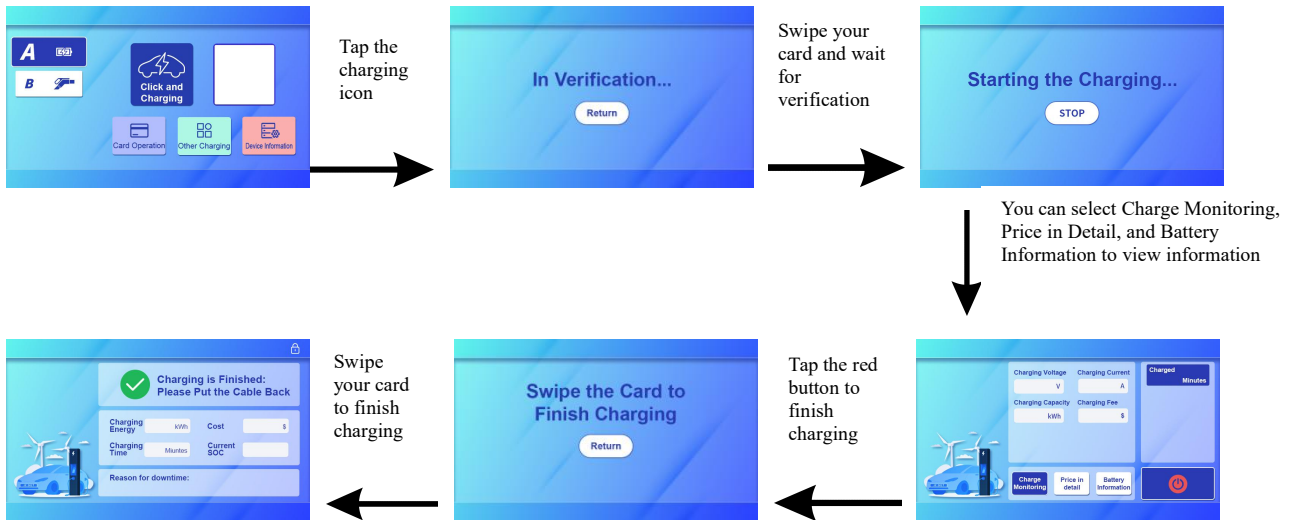 A
B
Click and
Charging
Card Operation
Other Charging
Device Information
Tap the
charging
icon
In Verification...
Return
Swipe your
card and wait
for
verification
Starting the Charging...
STOP
You can select Charge Monitoring,
Price in Detail, and Battery
Information to view information
Charging Voltage
V
Charging Current
A
Charging Capacity
kWh
Charging Fee
$
Charged
Minutes
Charge
Monitoring
Price in
detail
Battery
Information
Tap the red
button to
finish
charging
Swipe the Card to
Finish Charging
Return
Swipe
your card
to finish
charging
Charging is Finished:
Please Put the Cable Back
Charging
Energy
kWh
Cost
$
Charging
Time
Miuntes
Current
SOC
Reason for downtime: